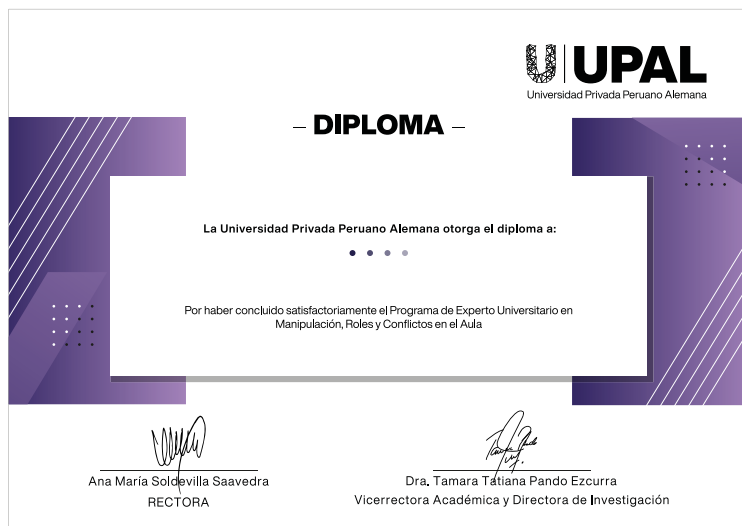 UPAL
Universidad Privada Peruano Alemana
DIPLOMA
La Universidad Privada Peruano Alemana otorga el diploma a:
Por haber concluido satisfactoriamente el Programa de Experto Universitario en
Manipulación, Roles y Conflictos en el Aula
Ana María Soldevilla Saavedra
RECTORA
Dra. Tamara Tatiana Pando Ezcurra
Vicerrectora Académica y Directora de Investigación